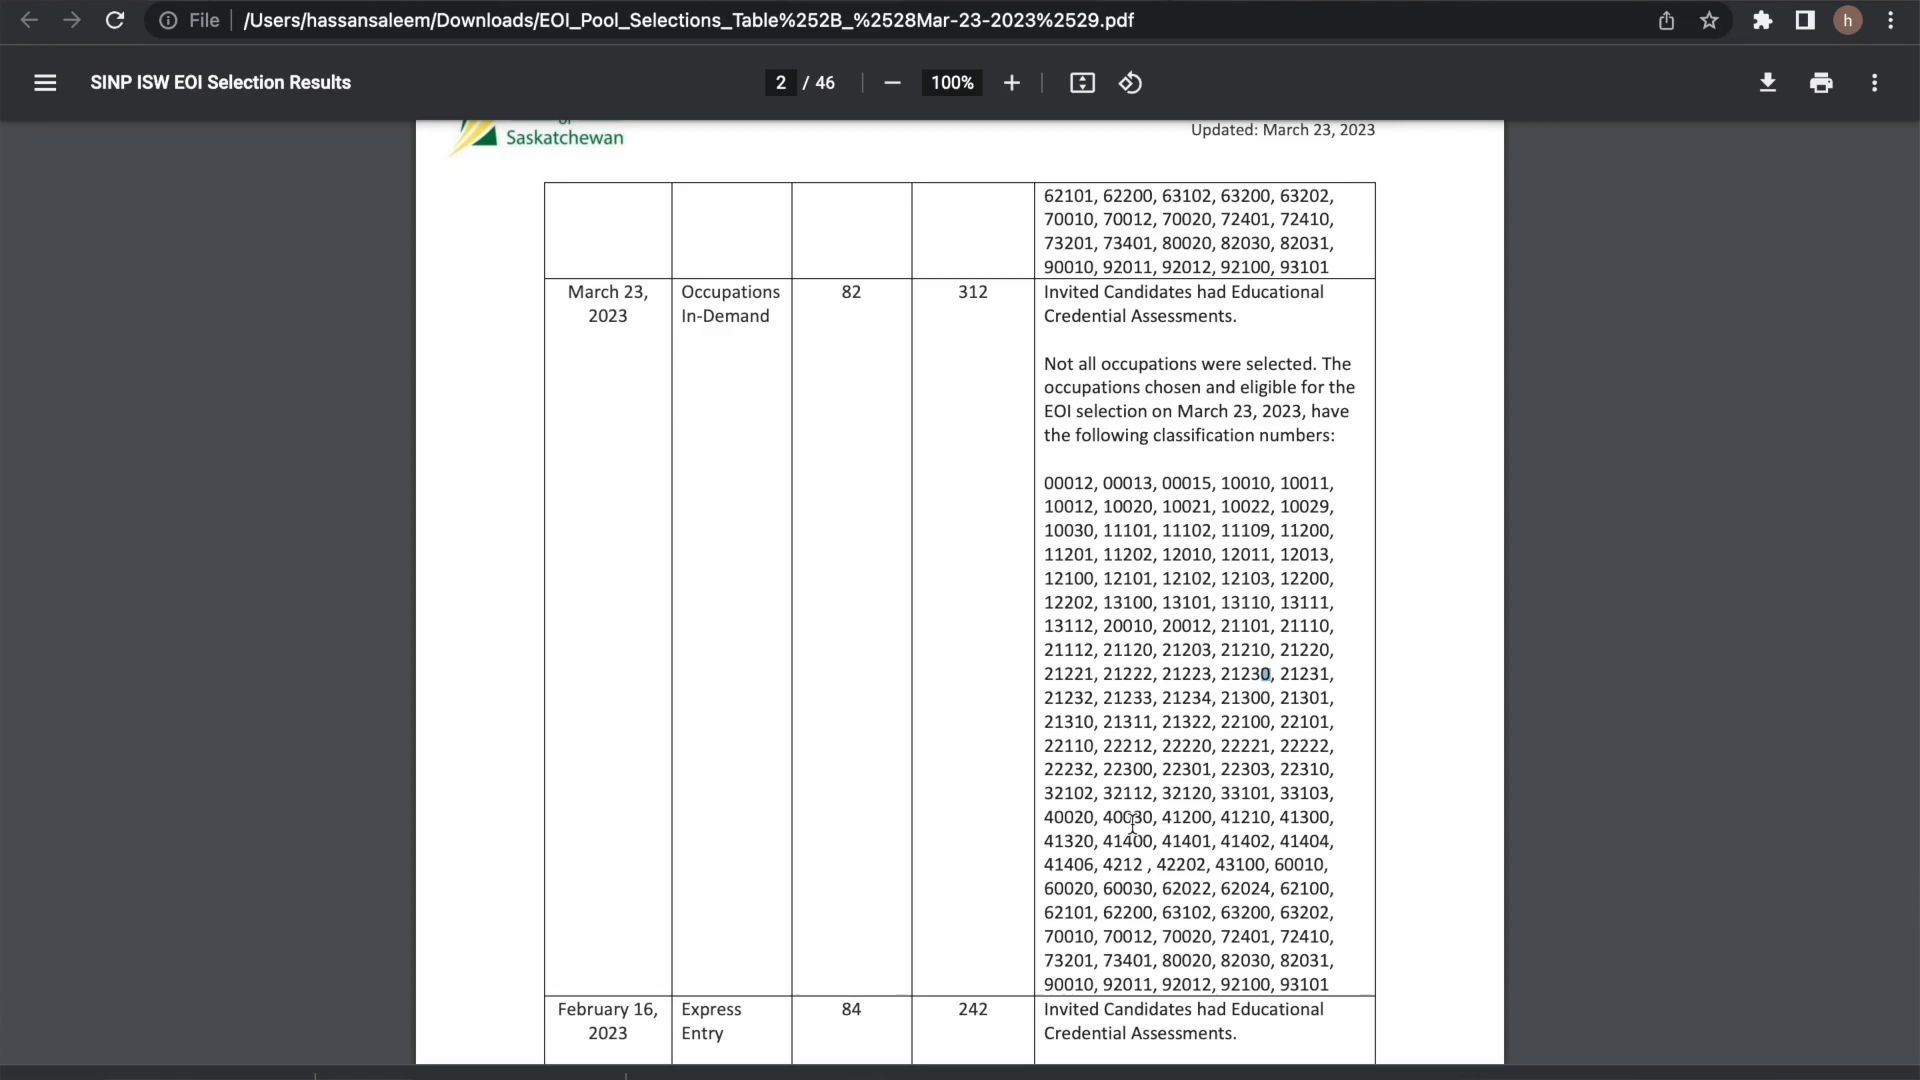 File /Users/hassansaleem/Downloads/EOI_Pool_Selections_Table%252B_%2528Mar-23-2023%2529.pdf
h
SINP ISW EOI Selection Results
2 / 46
100%
Saskatchewan
Updated: March 23, 2023
62101, 62200, 63102, 63200, 63202,
70010, 70012, 70020, 72401, 72410,
73201, 73401, 80020, 82030, 82031,
90010, 92011, 92012, 92100, 93101
March 23,
2023
Occupations
In-Demand
82
312
Invited Candidates had Educational
Credential Assessments.
Not all occupations were selected. The
occupations chosen and eligible for the
EOI selection on March 23, 2023, have
the following classification numbers:
00012, 00013, 00015, 10010, 10011,
10012, 10020, 10021, 10022, 10029,
10030, 11101, 11102, 11109, 11200,
11201, 11202, 12010, 12011, 12013,
12100, 12101, 12102, 12103, 12200,
12202, 13100, 13101, 13110, 13111,
13112, 20010, 20012, 21101, 21110,
21112, 21120, 21203, 21210, 21220,
21221, 21222, 21223, 21230, 21231,
21232, 21233, 21234, 21300, 21301,
21310, 21311, 21322, 22100, 22101,
22110, 22212, 22220, 22221, 22222,
22232, 22300, 22301, 22303, 22310,
32102, 32112, 32120, 33101, 33103,
40020, 40030, 41200, 41210, 41300,
41320, 41400, 41401, 41402, 41404,
41406, 4212 , 42202, 43100, 60010,
60020, 60030, 62022, 62024, 62100,
62101, 62200, 63102, 63200, 63202,
70010, 70012, 70020, 72401, 72410,
73201, 73401, 80020, 82030, 82031,
90010, 92011, 92012, 92100, 93101
February 16,
2023
Express
Entry
84
242
Invited Candidates had Educational
Credential Assessments.